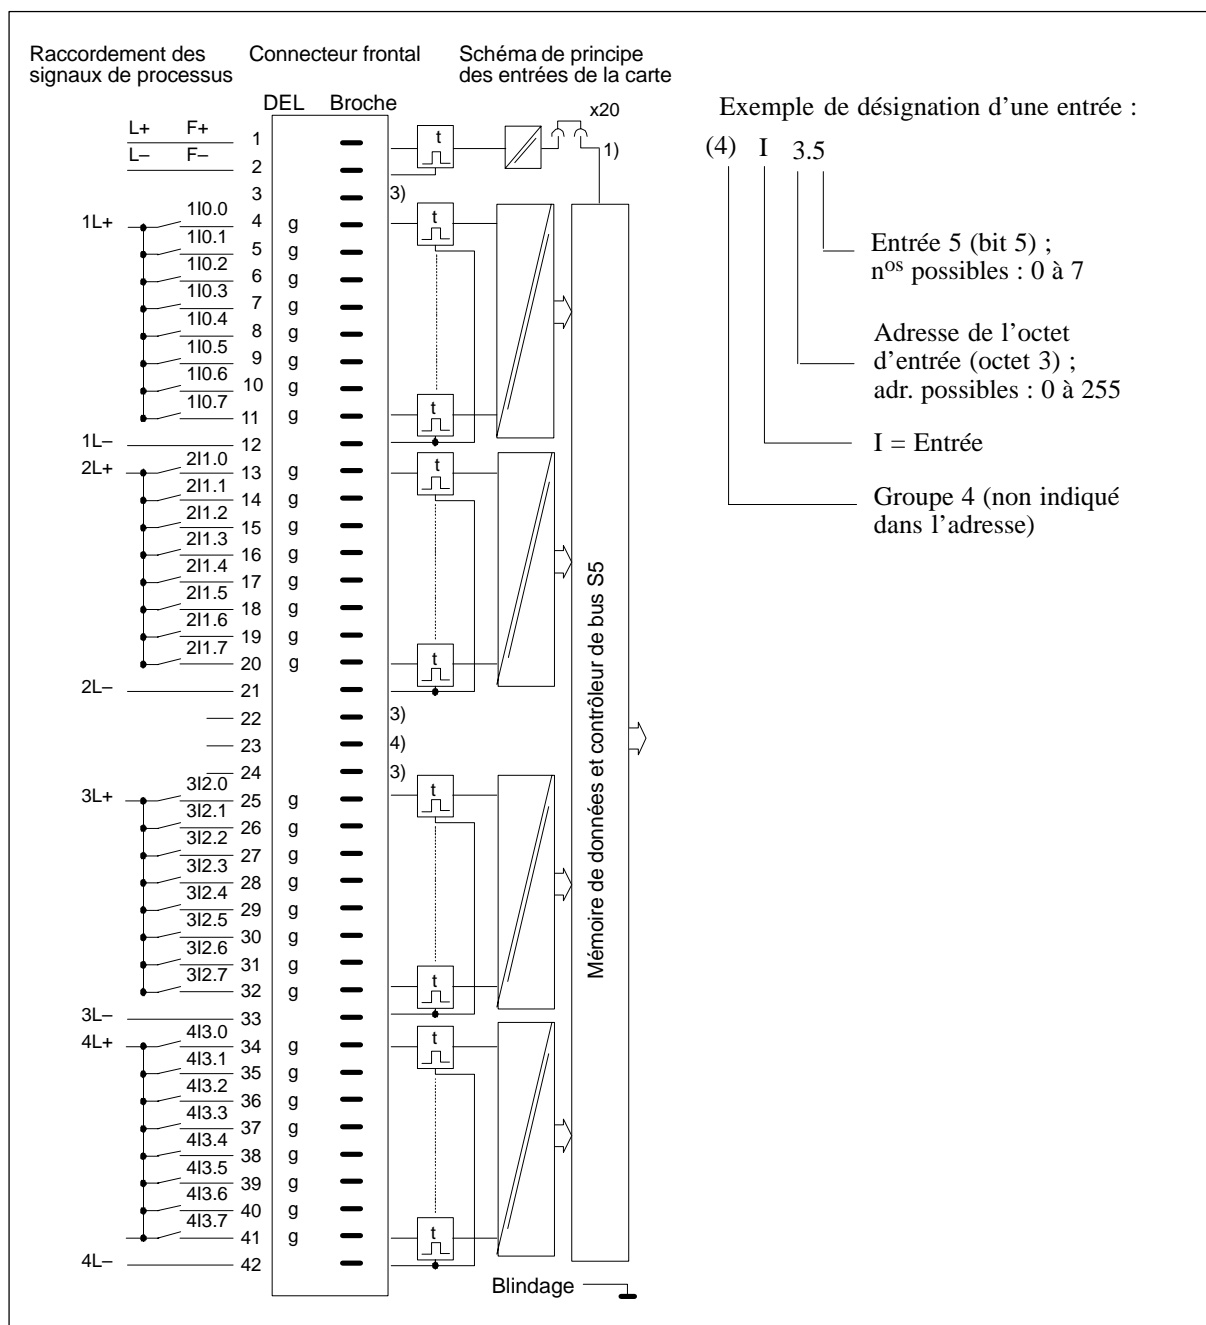 Raccordement des
signaux de processus
Connecteur frontal
Schéma de principe
des entrées de la carte
DEL Broche
x20
L+ F+ 1 t 1)
L– F– 2
3 3)
1L+ 1I0.0 4 g t
1I0.1 5 g
1I0.2 6 g
1I0.3 7 g
1I0.4 8 g
1I0.5 9 g
1I0.6 10 g
1I0.7 11 g t
1L– 12
2L+ 2I1.0 13 g t
2I1.1 14 g
2I1.2 15 g
2I1.3 16 g
2I1.4 17 g
2I1.5 18 g
2I1.6 19 g
2I1.7 20 g t
2L– 21
22 3)
23 4)
24 3)
3L+ 3I2.0 25 g t
3I2.1 26 g
3I2.2 27 g
3I2.3 28 g
3I2.4 29 g
3I2.5 30 g
3I2.6 31 g
3I2.7 32 g t
3L– 33
4L+ 4I3.0 34 g t
4I3.1 35 g
4I3.2 36 g
4I3.3 37 g
4I3.4 38 g
4I3.5 39 g
4I3.6 40 g
4I3.7 41 g t
4L– 42
Mémoire de données et contrôleur de bus S5
Blindage
Exemple de désignation d'une entrée :
(4) I 3.5
Entrée 5 (bit 5) ;
nos possibles : 0 à 7
Adresse de l'octet
d'entrée (octet 3) ;
adr. possibles : 0 à 255
I = Entrée
Groupe 4 (non indiqué
dans l'adresse)